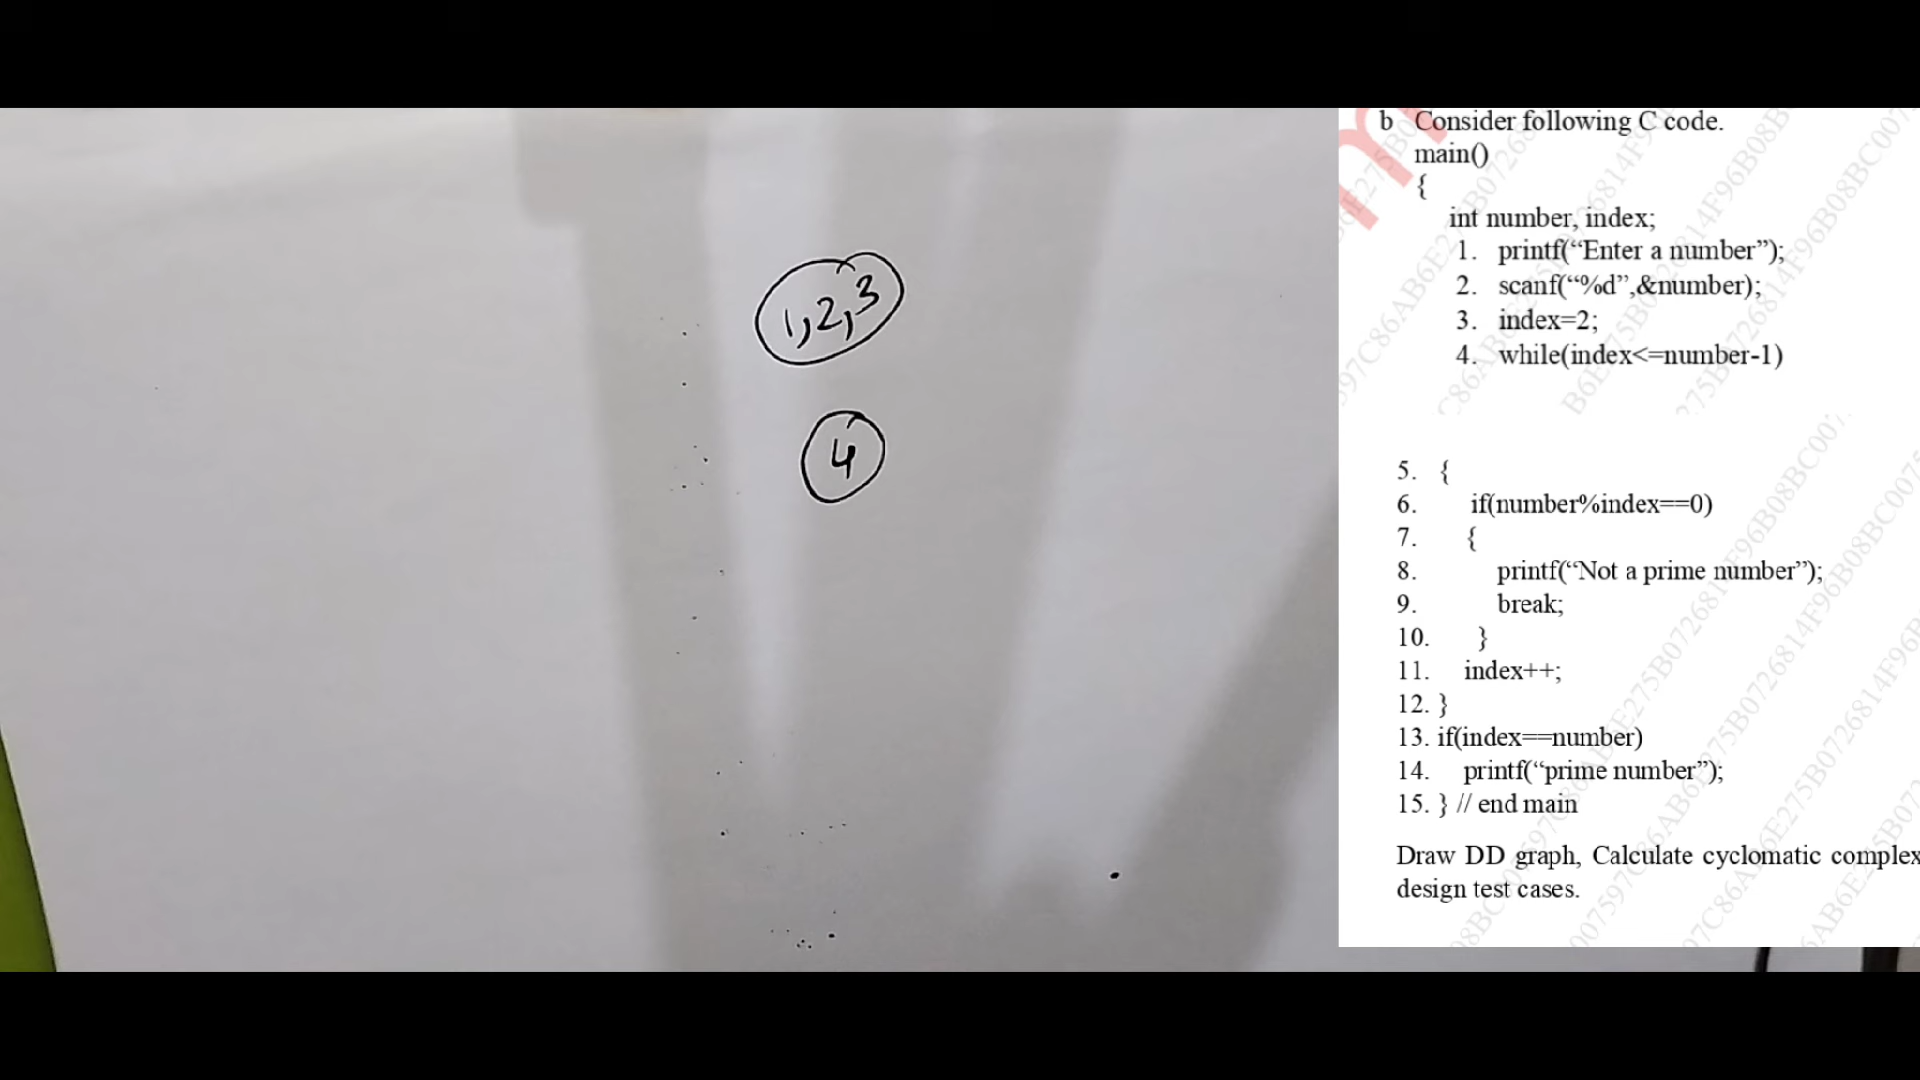 1,2,3
4
b Consider following C code.
main()
{
int number, index;
1. printf(“Enter a number”);
2. scanf(“%d”,&number);
3. index=2;
4. while(index<=number-1)
5. {
6. if(number%index==0)
7. {
8. printf(“Not a prime number”);
9. break;
10. }
11. index++;
12. }
13. if(index==number)
14. printf(“prime number”);
15. } // end main
Draw DD graph, Calculate cyclomatic complex
design test cases.